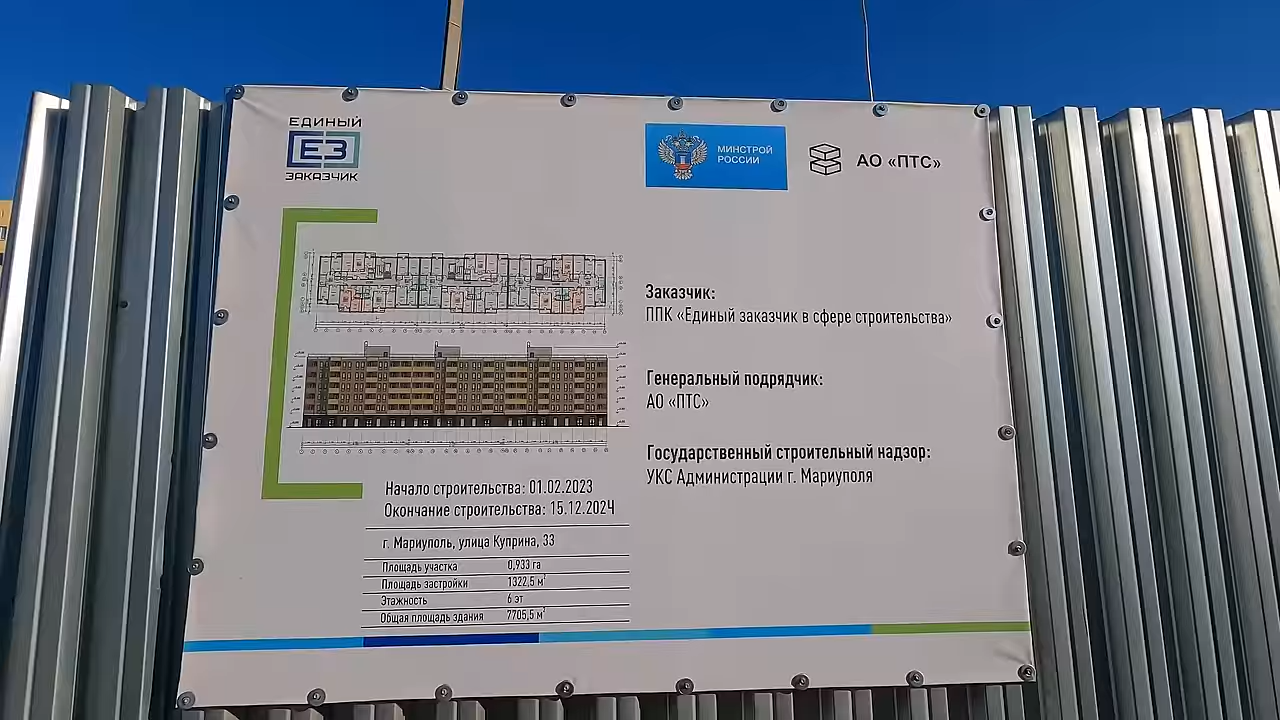 ЕДИНЫЙ
ЕЗ
ЗАКАЗЧИК
МИНСТРОЙ
РОССИИ
АО «ПТС»
Заказчик:
ППК «Единый заказчик в сфере строительства»
Генеральный подрядчик:
АО «ПТС»
Государственный строительный надзор:
УКС Администрации г. Мариуполя
Начало строительства: 01.02.2023
Окончание строительства: 15.12.2024
г. Мариуполь, улица Куприна, 33
Площадь участка 0,933 га
Площадь застройки 1322,5 м²
Этажность 6 эт
Общая площадь здания 7705,5 м²